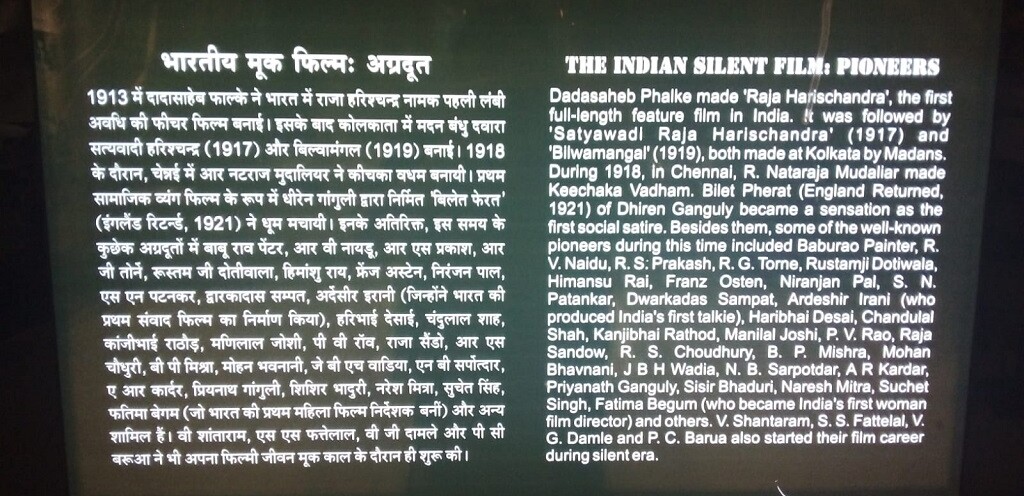 भारतीय मूक फिल्म: अग्रदूत
1913 में दादासाहेब फाल्के ने भारत में राजा हरिश्चन्द्र नामक पहली लंबी
अवधि की फीचर फिल्म बनाई। इसके बाद कोलकाता में मदन बंधु दवारा
सत्यवादी हरिश्चन्द्र (1917) और बिल्वामंगल (1919) बनाई। 1918
के दौरान, चेन्नई में आर नटराज मुदालियर ने कीचका वधम बनायी। प्रथम
सामाजिक व्यंग फिल्म के रूप में धीरेन गांगुली द्वारा निर्मित 'बिलेत फेरत'
(इंगलैंड रिटर्न्ड, 1921) ने धूम मचायी। इनके अतिरिक्त, इस समय के
कुछेक अग्रदूतों में बाबू राव पेंटर, आर वी नायडू, आर एस प्रकाश, आर
जी तोर्ने, रूस्तम जी दोतीवाला, हिमांशु राय, फ्रेंज अस्टेन, निरंजन पाल,
एस एन पटनकर, द्वारकादास सम्पत, अर्देसीर इरानी (जिन्होंने भारत की
प्रथम संवाद फिल्म का निर्माण किया), हरिभाई देसाई, चंदुलाल शाह,
कांजीभाई राठौड़, मणिलाल जोशी, पी वी रॉव, राजा सैंडो, आर एस
चौधुरी, बी पी मिश्रा, मोहन भवनानी, जे बी एच वाडिया, एन बी सर्पोत्दार,
ए आर कार्दर, प्रियनाथ गांगुली, शिशिर भादुरी, नरेश मित्रा, सुचेत सिंह,
फतिमा बेगम (जो भारत की प्रथम महिला फिल्म निर्देशक बनीं) और अन्य
शामिल हैं। वी शांताराम, एस एस फत्तेलाल, वी जी दामले और पी सी
बरूआ ने भी अपना फिल्मी जीवन मूक काल के दौरान ही शुरू की।
THE INDIAN SILENT FILM: PIONEERS
Dadasaheb Phalke made 'Raja Harischandra', the first
full-length feature film in India. It was followed by
'Satyawadi Raja Harischandra' (1917) and
'Bilwamangal' (1919), both made at Kolkata by Madans.
During 1918, in Chennai, R. Nataraja Mudaliar made
Keechaka Vadham. Bilet Pherat (England Returned,
1921) of Dhiren Ganguly became a sensation as the
first social satire. Besides them, some of the well-known
pioneers during this time included Baburao Painter, R.
V. Naidu, R. S. Prakash, R. G. Torne, Rustamji Dotiwala,
Himansu Rai, Franz Osten, Niranjan Pal, S. N.
Patankar, Dwarkadas Sampat, Ardeshir Irani (who
produced India's first talkie), Haribhai Desai, Chandulal
Shah, Kanjibhai Rathod, Manilal Joshi, P. V. Rao, Raja
Sandow, R. S. Choudhury, B. P. Mishra, Mohan
Bhavnani, J B H Wadia, N. B. Sarpotdar, A R Kardar,
Priyanath Ganguly, Sisir Bhaduri, Naresh Mitra, Suchet
Singh, Fatima Begum (who became India's first woman
film director) and others. V. Shantaram, S. S. Fattelal, V.
G. Damle and P. C. Barua also started their film career
during silent era.